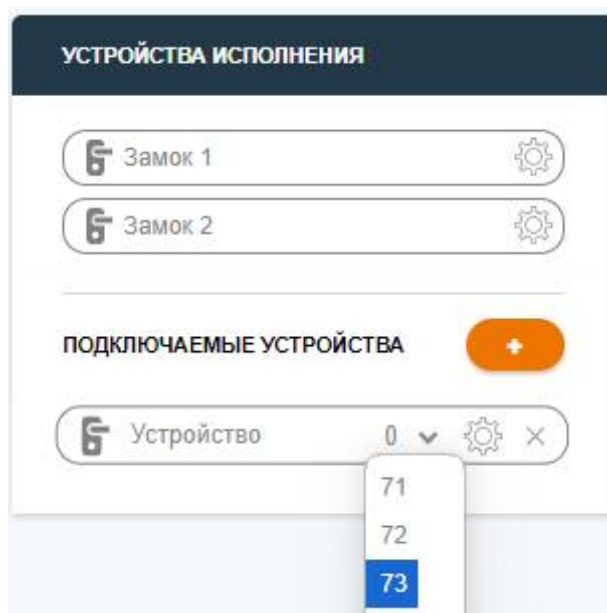 УСТРОЙСТВА ИСПОЛНЕНИЯ
Замок 1
Замок 2
ПОДКЛЮЧАЕМЫЕ УСТРОЙСТВА +
Устройство 0
71
72
73